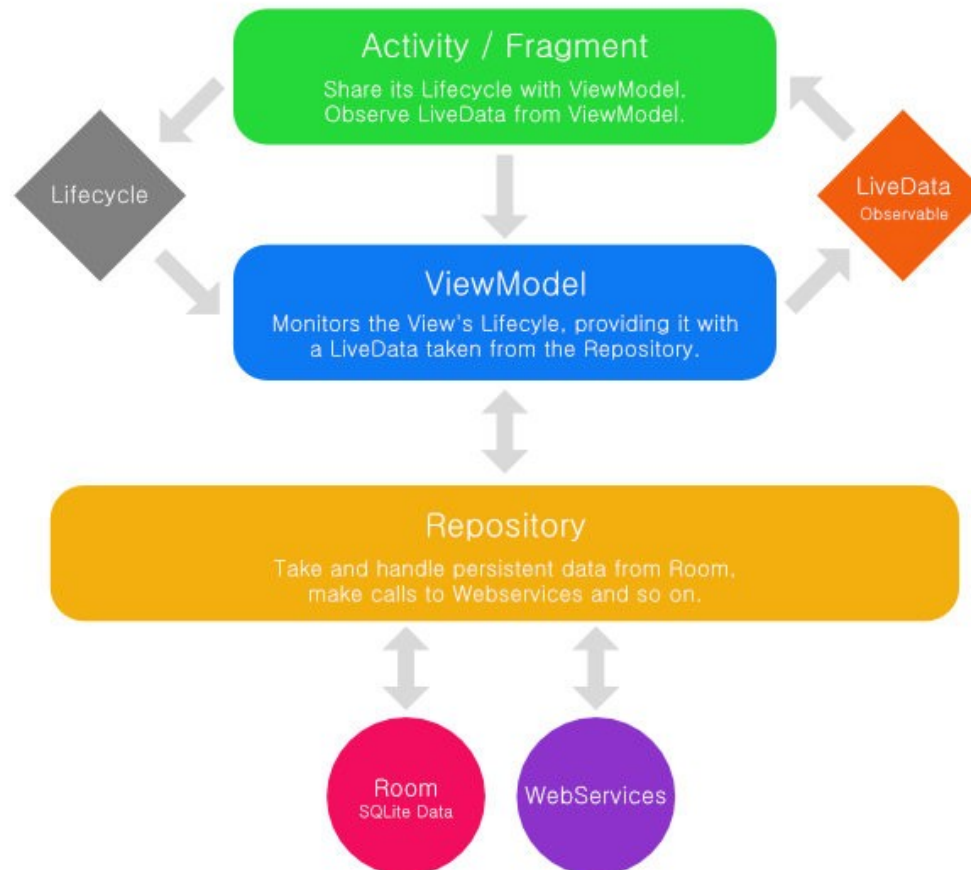 Activity / Fragment
Share its Lifecycle with ViewModel.
Observe LiveData from ViewModel.
Lifecycle
LiveData
Observable
ViewModel
Monitors the View's Lifecyle, providing it with
a LiveData taken from the Repository.
Repository
Take and handle persistent data from Room,
make calls to Webservices and so on.
Room
SQLite Data
WebServices